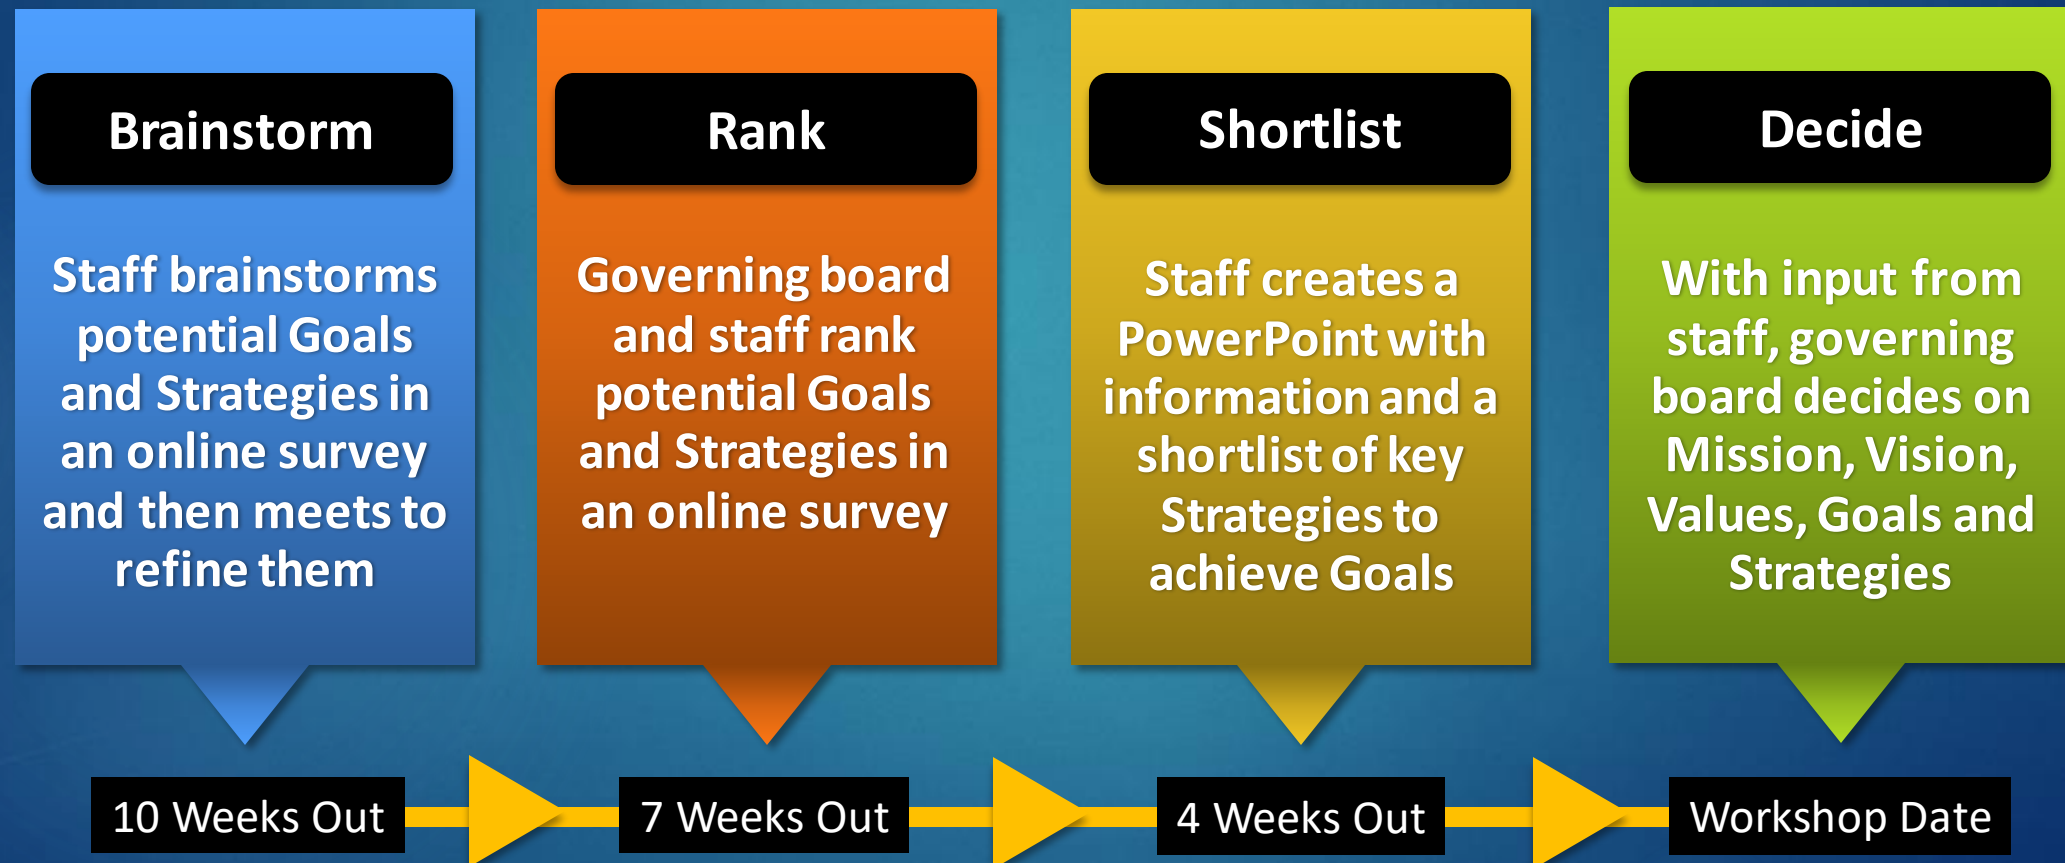 Brainstorm
Staff brainstorms
potential Goals
and Strategies in
an online survey
and then meets to
refine them
10 Weeks Out
Rank
Governing board
and staff rank
potential Goals
and Strategies in
an online survey
7 Weeks Out
Shortlist
Staff creates a
PowerPoint with
information and a
shortlist of key
Strategies to
achieve Goals
4 Weeks Out
Decide
With input from
staff, governing
board decides on
Mission, Vision,
Values, Goals and
Strategies
Workshop Date